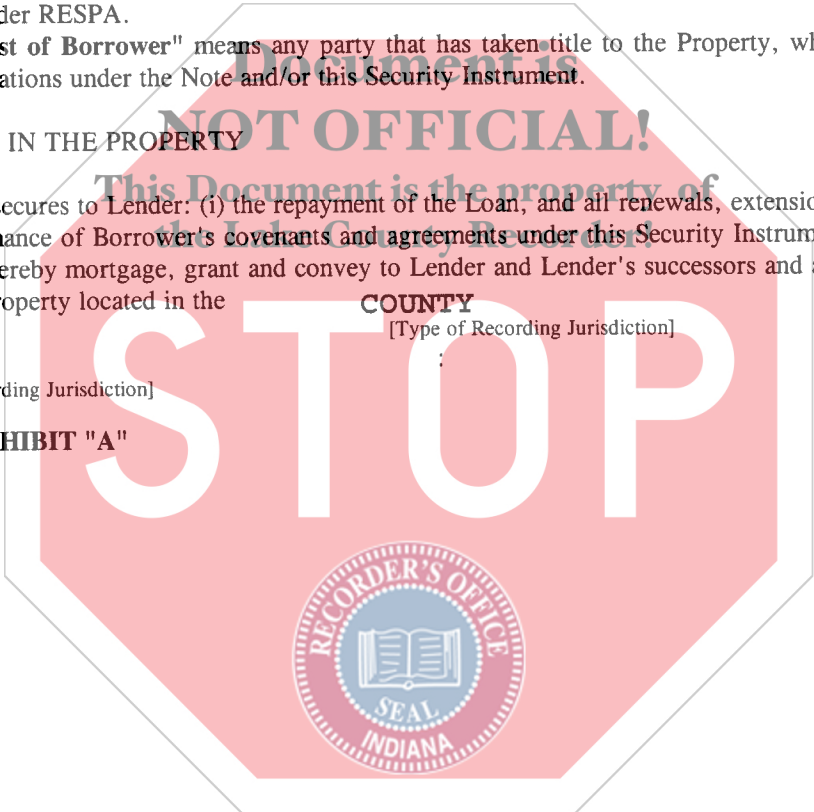 der RESPA.
st of Borrower" means any party that has taken title to the Property, wh
ations under the Note and/or this Security Instrument.
Document is
NOT OFFICIAL!
This Document is the property of
the Lake County Recorder!
IN THE PROPERTY
ecures to Lender: (i) the repayment of the Loan, and all renewals, extensio
nance of Borrower's covenants and agreements under this Security Instrum
ereby mortgage, grant and convey to Lender and Lender's successors and a
operty located in the COUNTY
[Type of Recording Jurisdiction]
:
ding Jurisdiction]
HIBIT "A"
STOP
RECORDER'S OFFICE
SEAL
INDIANA